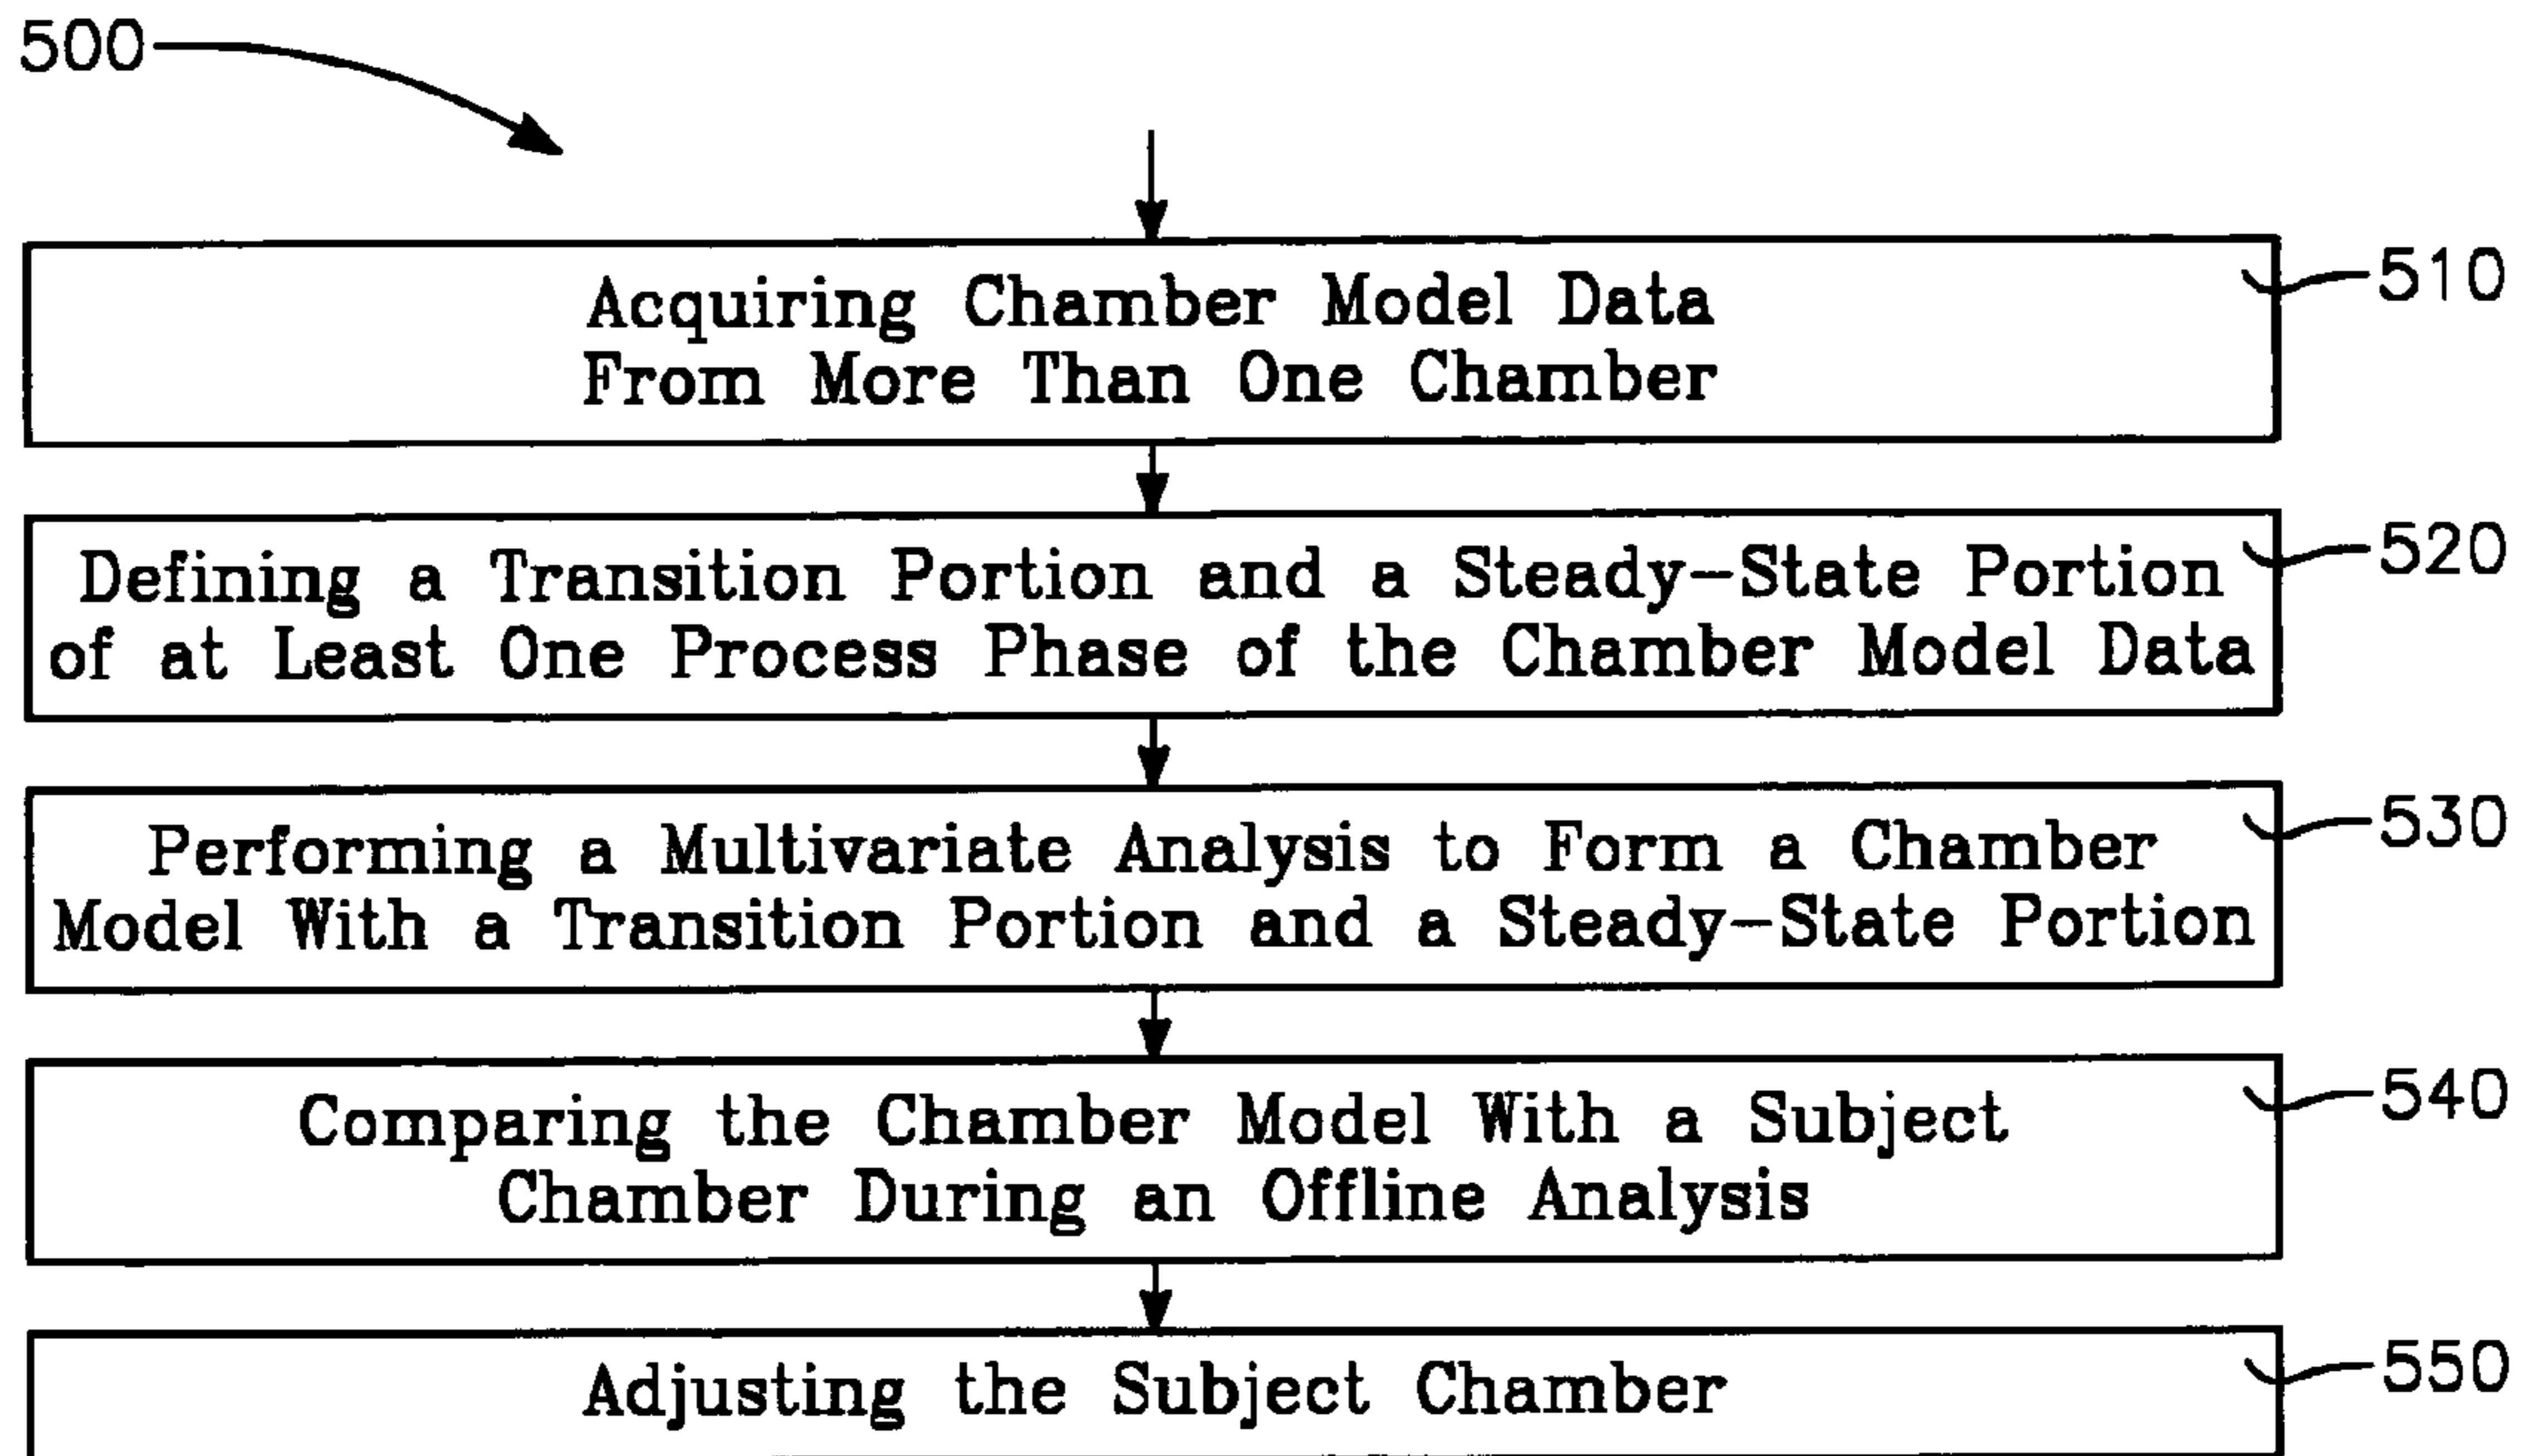 500
Acquiring Chamber Model Data
From More Than One Chamber
510
Defining a Transition Portion and a Steady-State Portion
of at Least One Process Phase of the Chamber Model Data
520
Performing a Multivariate Analysis to Form a Chamber
Model With a Transition Portion and a Steady-State Portion
530
Comparing the Chamber Model With a Subject
Chamber During an Offline Analysis
540
Adjusting the Subject Chamber
550